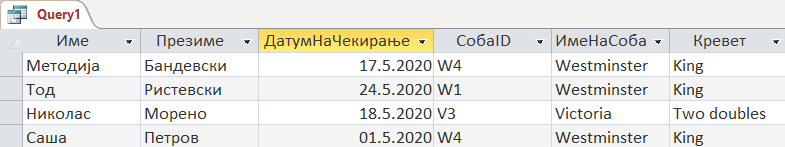 Query1
Име Презиме ДатумНаЧекирање СобаID ИмеНаСоба Кревет
Методија Бандевски 17.5.2020 W4 Westminster King
Тод Ристевски 24.5.2020 W1 Westminster King
Николас Морено 18.5.2020 V3 Victoria Two doubles
Саша Петров 01.5.2020 W4 Westminster King